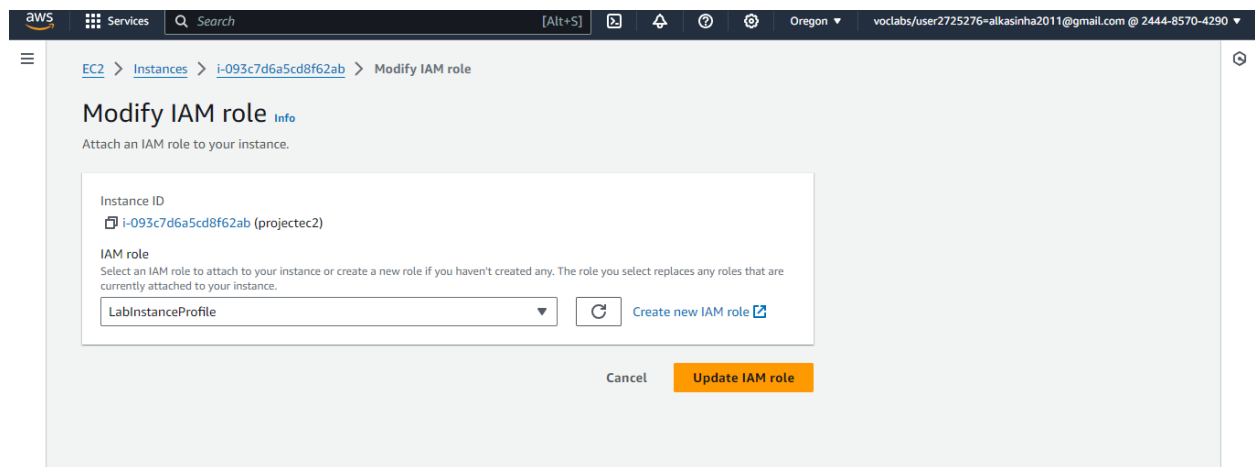 aws Services Search [Alt+S] Oregon voclabs/user2725276=alkasinha2011@gmail.com @ 2444-8570-4290
EC2 > Instances > i-093c7d6a5cd8f62ab > Modify IAM role
Modify IAM role Info
Attach an IAM role to your instance.
Instance ID
i-093c7d6a5cd8f62ab (projectec2)
IAM role
Select an IAM role to attach to your instance or create a new role if you haven't created any. The role you select replaces any roles that are
currently attached to your instance.
LabInstanceProfile Create new IAM role
Cancel Update IAM role